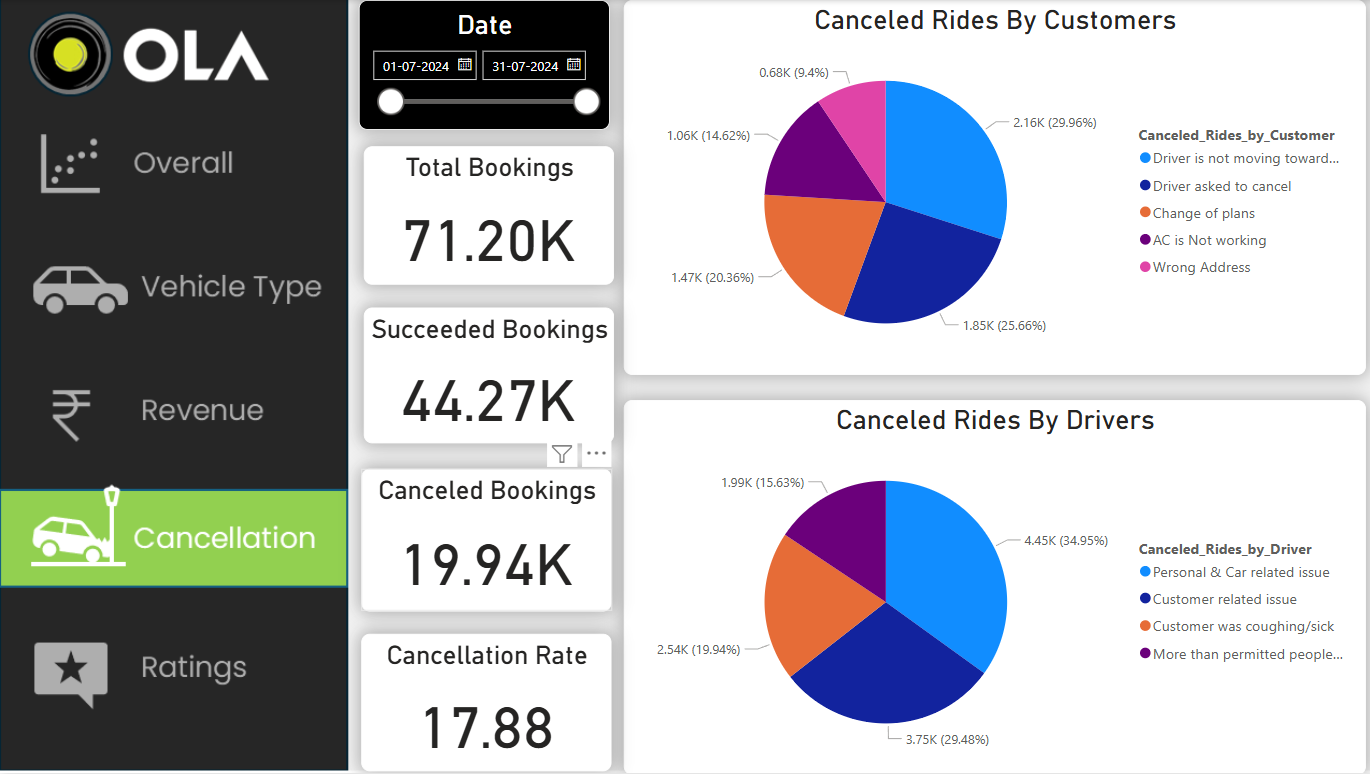 OLA
Overall
Vehicle Type
Revenue
Cancellation
Ratings
Date
01-07-2024
31-07-2024
Total Bookings
71.20K
Succeeded Bookings
44.27K
Canceled Bookings
19.94K
Cancellation Rate
17.88
Canceled Rides By Customers
0.68K (9.4%)
1.06K (14.62%)
2.16K (29.96%)
1.47K (20.36%)
1.85K (25.66%)
Canceled_Rides_by_Customer
Driver is not moving toward...
Driver asked to cancel
Change of plans
AC is Not working
Wrong Address
Canceled Rides By Drivers
1.99K (15.63%)
4.45K (34.95%)
2.54K (19.94%)
3.75K (29.48%)
Canceled_Rides_by_Driver
Personal & Car related issue
Customer related issue
Customer was coughing/sick
More than permitted people...